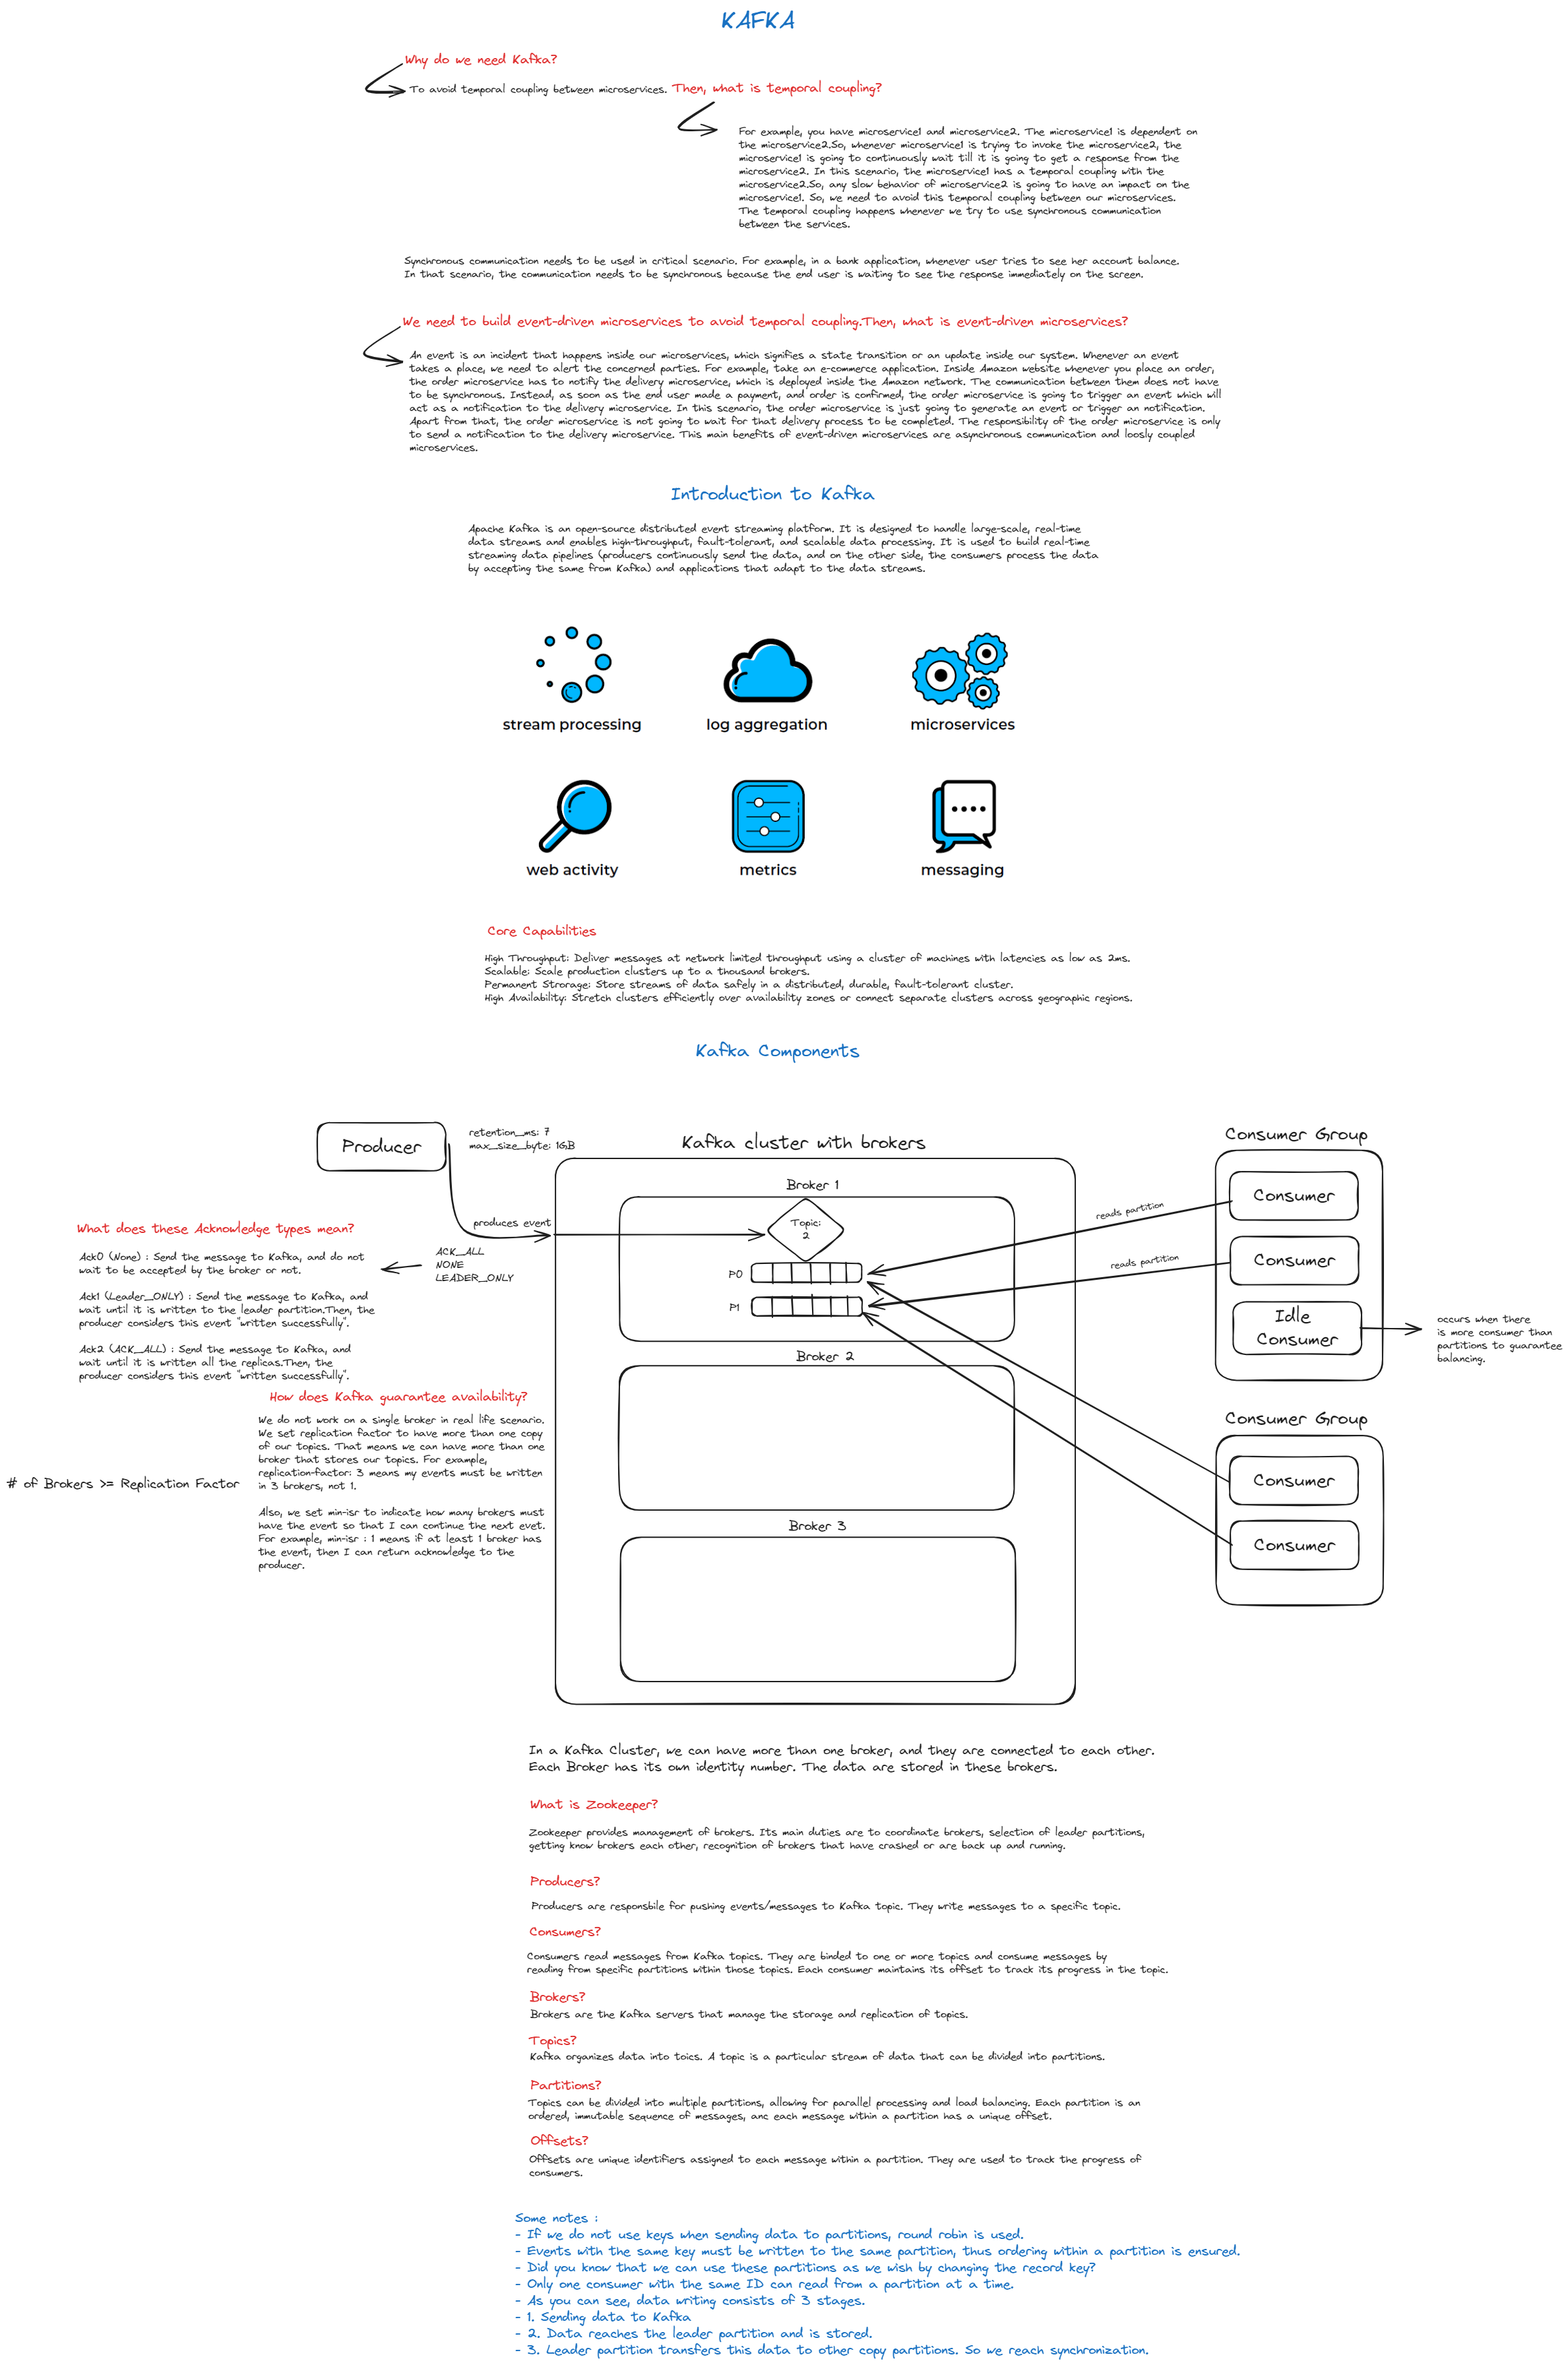 KAFKA
Why do we need Kafka?
To avoid temporal coupling between microservices. Then, what is temporal coupling?
For example, you have microservice1 and microservice2. The microservice1 is dependent on
the microservice2.So, whenever microservice1 is trying to invoke the microservice2, the
microservice1 is going to continuously wait till it is going to get a response from the
microservice2. In this scenario, the microservice1 has a temporal coupling with the
microservice2.So, any slow behavior of microservice2 is going to have an impact on the
microservice1. So, we need to avoid this temporal coupling between our microservices.
The temporal coupling happens whenever we try to use synchronous communication
between the services.
Synchronous communication needs to be used in critical scenario. For example, in a bank application, whenever user tries to see her account balance.
In that scenario, the communication needs to be synchronous because the end user is waiting to see the response immediately on the screen.
We need to build event-driven microservices to avoid temporal coupling.Then, what is event-driven microservices?
An event is an incident that happens inside our microservices, which signifies a state transition or an update inside our system. Whenever an event
takes a place, we need to alert the concerned parties. For example, take an e-commerce application. Inside Amazon website whenever you place an order,
the order microservice has to notify the delivery microservice, which is deployed inside the Amazon network. The communication between them does not have
to be synchronous. Instead, as soon as the end user made a payment, and order is confirmed, the order microservice is going to trigger an event which will
act as a notification to the delivery microservice. In this scenario, the order microservice is just going to generate an event or trigger an notification.
Apart from that, the order microservice is not going to wait for that delivery process to be completed. The responsibility of the order microservice is only
to send a notification to the delivery microservice. This main benefits of event-driven microservices are asynchronous communication and loosly coupled
microservices.
Introduction to Kafka
Apache Kafka is an open-source distributed event streaming platform. It is designed to handle large-scale, real-time
data streams and enables high-throughput, fault-tolerant, and scalable data processing. It is used to build real-time
streaming data pipelines (producers continuously send the data, and on the other side, the consumers process the data
by accepting the same from Kafka) and applications that adapt to the data streams.
stream processing
log aggregation
microservices
web activity
metrics
messaging
Core Capabilities
High Throughput: Deliver messages at network limited throughput using a cluster of machines with latencies as low as 2ms.
Scalable: Scale production clusters up to a thousand brokers.
Permanent Strorage: Store streams of data safely in a distributed, durable, fault-tolerant cluster.
High Availability: Stretch clusters efficiently over availability zones or connect separate clusters across geographic regions.
Kafka Components
Producer
retention_ms: 7
max_size_byte: 1GB
produces event
ACK_ALL
NONE
LEADER_ONLY
What does these Acknowledge types mean?
Ack0 (None) : Send the message to Kafka, and do not
wait to be accepted by the broker or not.
Ack1 (Leader_ONLY) : Send the message to Kafka, and
wait until it is written to the leader partition.Then, the
producer considers this event "written successfully".
Ack2 (ACK_ALL) : Send the message to Kafka, and
wait until it is written all the replicas.Then, the
producer considers this event "written successfully".
How does Kafka guarantee availability?
We do not work on a single broker in real life scenario.
We set replication factor to have more than one copy
of our topics. That means we can have more than one
broker that stores our topics. For example,
replication-factor: 3 means my events must be written
in 3 brokers, not 1.
# of Brokers >= Replication Factor
Also, we set min-isr to indicate how many brokers must
have the event so that I can continue the next evet.
For example, min-isr : 1 means if at least 1 broker has
the event, then I can return acknowledge to the
producer.
Kafka cluster with brokers
Broker 1
Topic:
2
P0
P1
Broker 2
Broker 3
reads partition
reads partition
Consumer Group
Consumer
Consumer
Idle
Consumer
occurs when there
is more consumer than
partitions to guarantee
balancing.
Consumer Group
Consumer
Consumer
In a Kafka Cluster, we can have more than one broker, and they are connected to each other.
Each Broker has its own identity number. The data are stored in these brokers.
What is Zookeeper?
Zookeeper provides management of brokers. Its main duties are to coordinate brokers, selection of leader partitions,
getting know brokers each other, recognition of brokers that have crashed or are back up and running.
Producers?
Producers are responsbile for pushing events/messages to Kafka topic. They write messages to a specific topic.
Consumers?
Consumers read messages from Kafka topics. They are binded to one or more topics and consume messages by
reading from specific partitions within those topics. Each consumer maintains its offset to track its progress in the topic.
Brokers?
Brokers are the Kafka servers that manage the storage and replication of topics.
Topics?
Kafka organizes data into toics. A topic is a particular stream of data that can be divided into partitions.
Partitions?
Topics can be divided into multiple partitions, allowing for parallel processing and load balancing. Each partition is an
ordered, immutable sequence of messages, anc each message within a partition has a unique offset.
Offsets?
Offsets are unique identifiers assigned to each message within a partition. They are used to track the progress of
consumers.
Some notes :
- If we do not use keys when sending data to partitions, round robin is used.
- Events with the same key must be written to the same partition, thus ordering within a partition is ensured.
- Did you know that we can use these partitions as we wish by changing the record key?
- Only one consumer with the same ID can read from a partition at a time.
- As you can see, data writing consists of 3 stages.
- 1. Sending data to Kafka
- 2. Data reaches the leader partition and is stored.
- 3. Leader partition transfers this data to other copy partitions. So we reach synchronization.